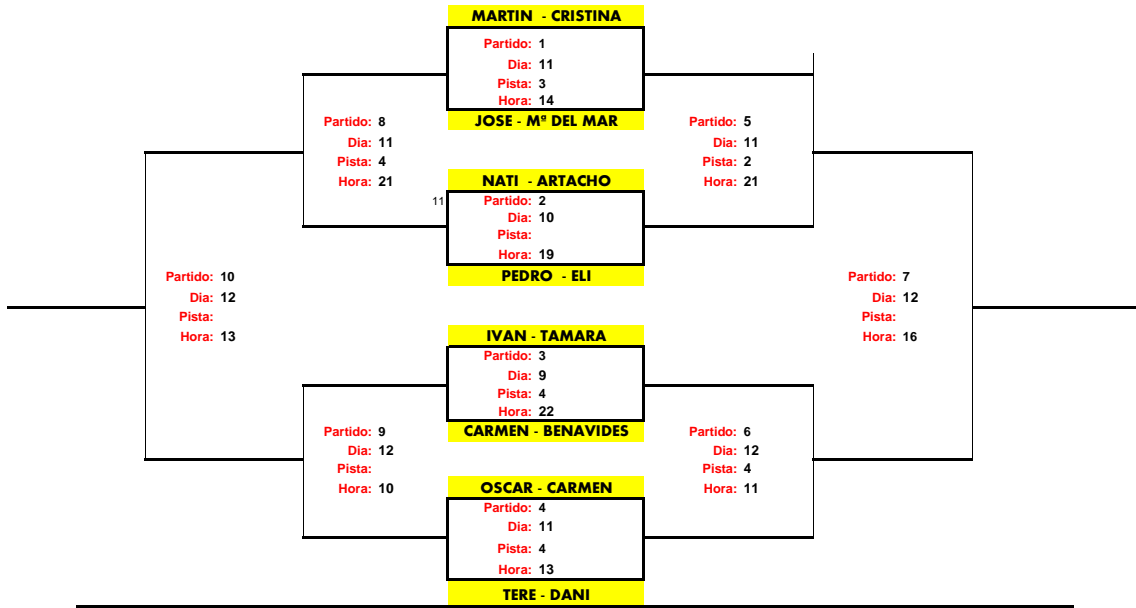 MARTIN - CRISTINA
Partido: 1
Dia: 11
Pista: 3
Hora: 14
JOSE - Mª DEL MAR
Partido: 8
Dia: 11
Pista: 4
Hora: 21
Partido: 5
Dia: 11
Pista: 2
Hora: 21
NATI - ARTACHO
11
Partido: 2
Dia: 10
Pista:
Hora: 19
PEDRO - ELI
Partido: 10
Dia: 12
Pista:
Hora: 13
Partido: 7
Dia: 12
Pista:
Hora: 16
IVAN - TAMARA
Partido: 3
Dia: 9
Pista: 4
Hora: 22
CARMEN - BENAVIDES
Partido: 9
Dia: 12
Pista:
Hora: 10
Partido: 6
Dia: 12
Pista: 4
Hora: 11
OSCAR - CARMEN
Partido: 4
Dia: 11
Pista: 4
Hora: 13
TERE - DANI